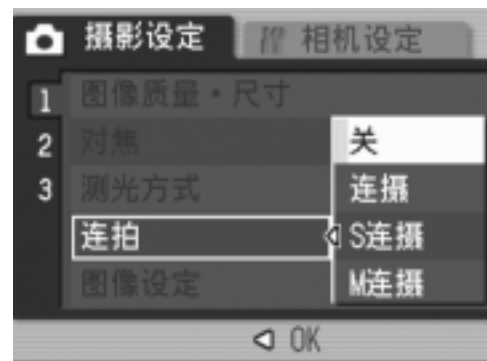 摄影设定 相机设定
1 图像质量・尺寸
2 对焦 关
3 测光方式 连摄
连拍 S连摄
图像设定 M连摄
OK